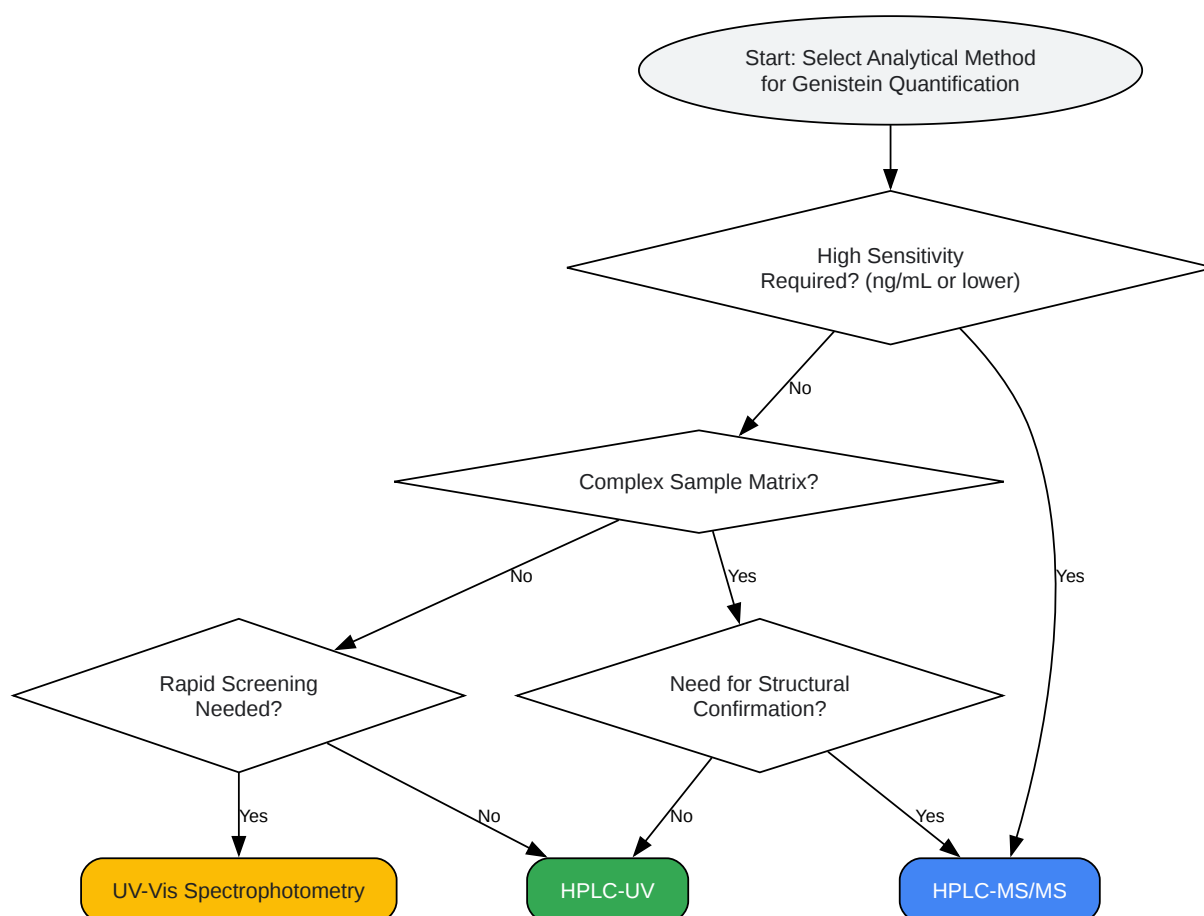 Start: Select Analytical Method
for Genistein Quantification
High Sensitivity
Required? (ng/mL or lower)
No
Yes
Complex Sample Matrix?
No
Yes
Rapid Screening
Needed?
Need for Structural
Confirmation?
Yes
No
No
Yes
UV-Vis Spectrophotometry
HPLC-UV
HPLC-MS/MS